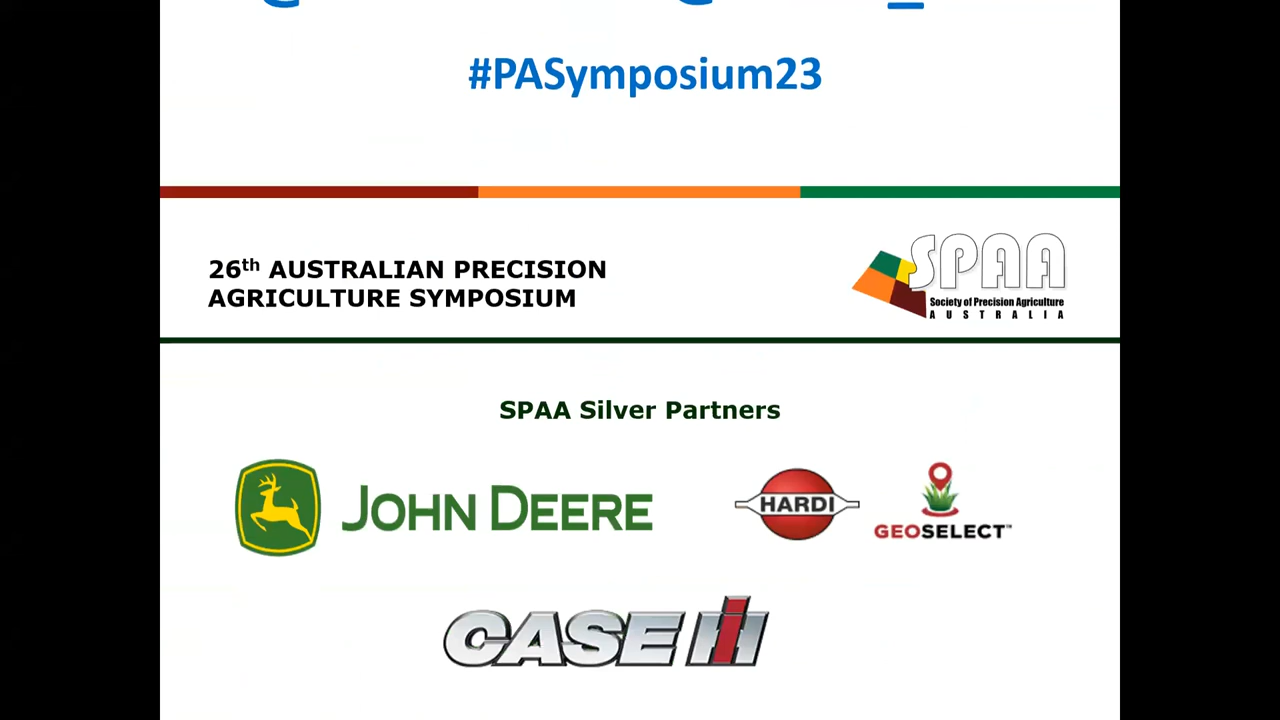 #PASymposium23
26th AUSTRALIAN PRECISION
AGRICULTURE SYMPOSIUM
SPAA
Society of Precision Agriculture
AUSTRALIA
SPAA Silver Partners
JOHN DEERE
HARDI
GEOSELECT™
CASE IH